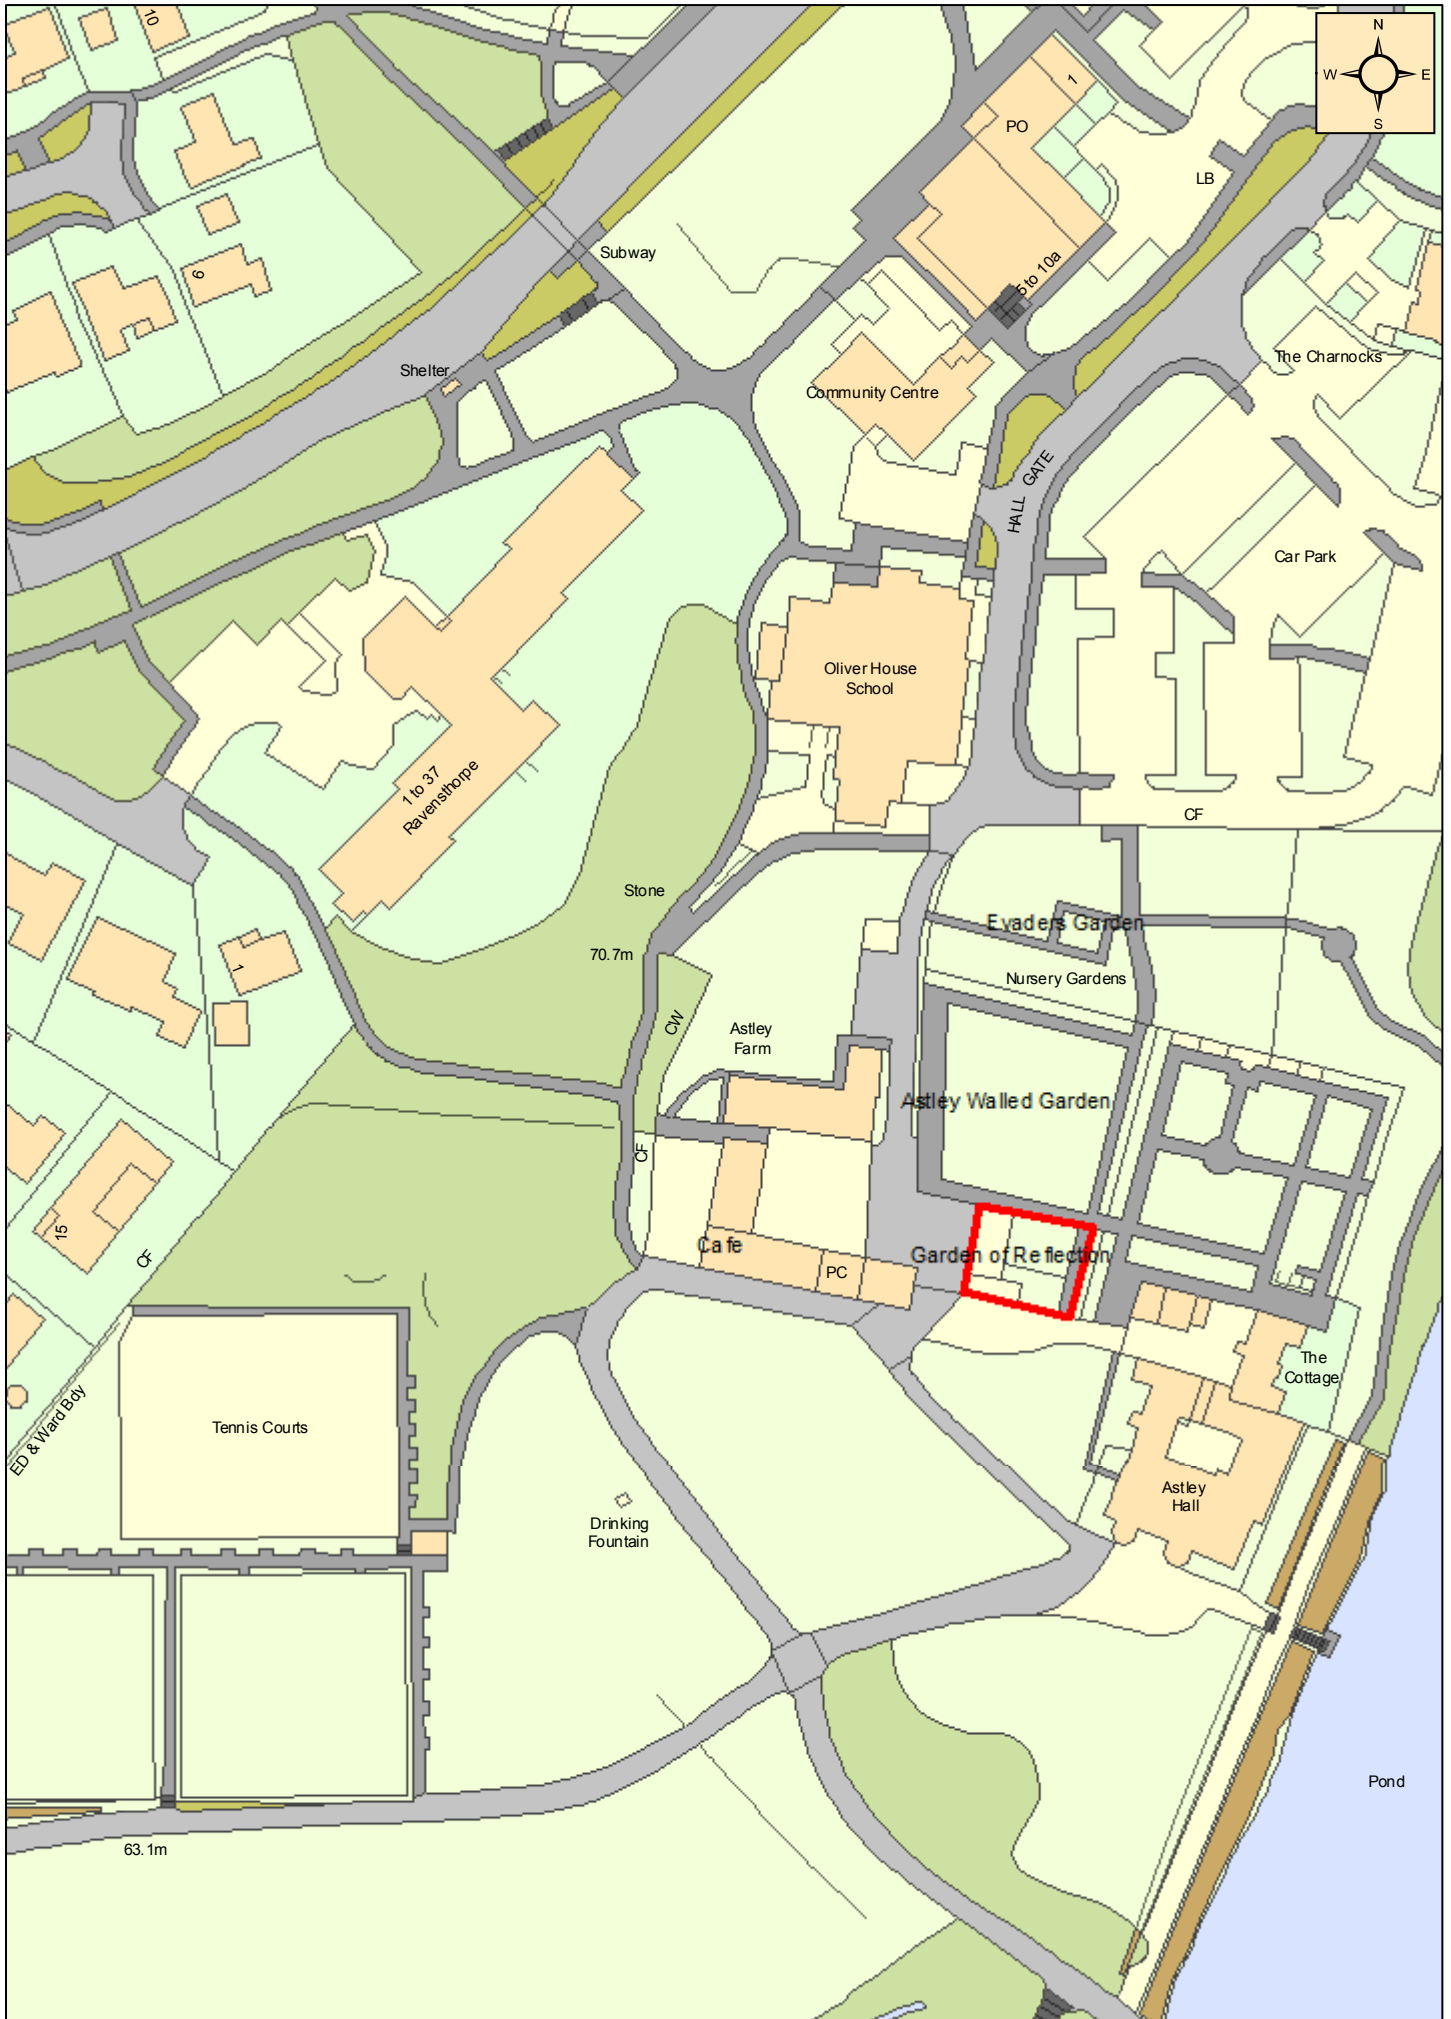 10
N
W
E
S
1
PO
LB
6
Subway
5 to 10a
Shelter
The Charnocks
Community Centre
HALL GATE
Car Park
Oliver House
School
1 to 37
Ravensthorpe
CF
Stone
Evaders Garden
70.7m
1
Nursery Gardens
CW
Astley
Farm
Astley Walled Garden
CF
15
CF
Cafe
Garden of Reflection
PC
The
Cottage
ED & Ward Bdy
Tennis Courts
Astley
Hall
Drinking
Fountain
Pond
63.1m